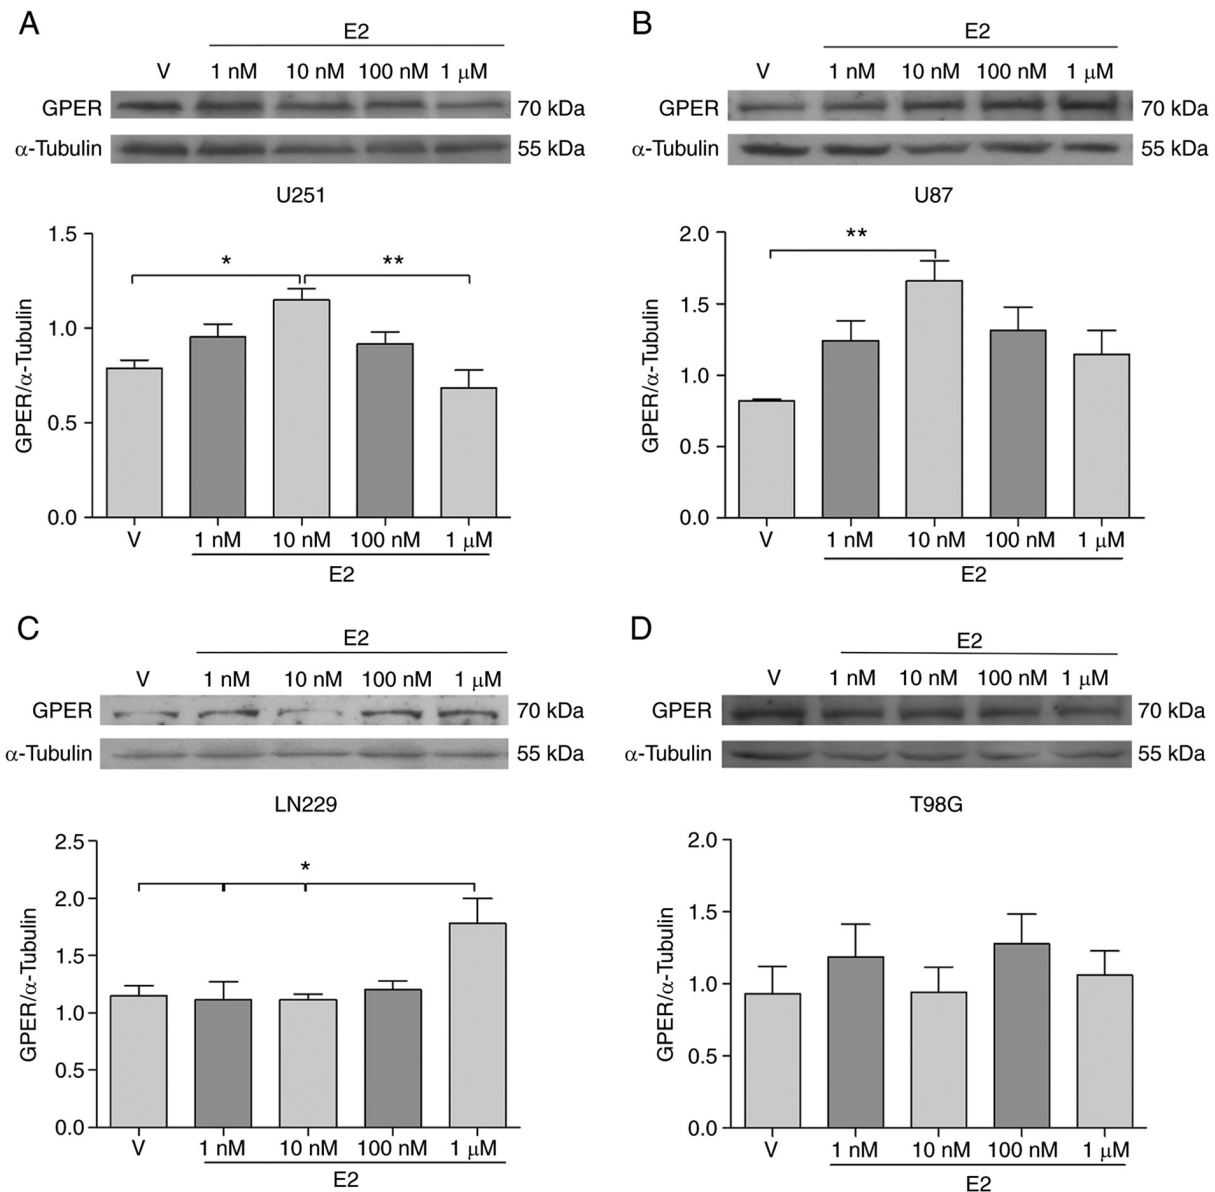 A
E2
V 1 nM 10 nM 100 nM 1 μM
GPER 70 kDa
α-Tubulin 55 kDa
U251
1.5
*
**
1.0
0.5
0.0
GPER/α-Tubulin
V 1 nM 10 nM 100 nM 1 μM
E2
B
E2
V 1 nM 10 nM 100 nM 1 μM
GPER 70 kDa
α-Tubulin 55 kDa
U87
2.0
**
1.5
1.0
0.5
0.0
GPER/α-Tubulin
V 1 nM 10 nM 100 nM 1 μM
E2
C
E2
V 1 nM 10 nM 100 nM 1 μM
GPER 70 kDa
α-Tubulin 55 kDa
LN229
2.5
*
2.0
1.5
1.0
0.5
0.0
GPER/α-Tubulin
V 1 nM 10 nM 100 nM 1 μM
E2
D
E2
V 1 nM 10 nM 100 nM 1 μM
GPER 70 kDa
α-Tubulin 55 kDa
T98G
2.0
1.5
1.0
0.5
0.0
GPER/α-Tubulin
V 1 nM 10 nM 100 nM 1 μM
E2